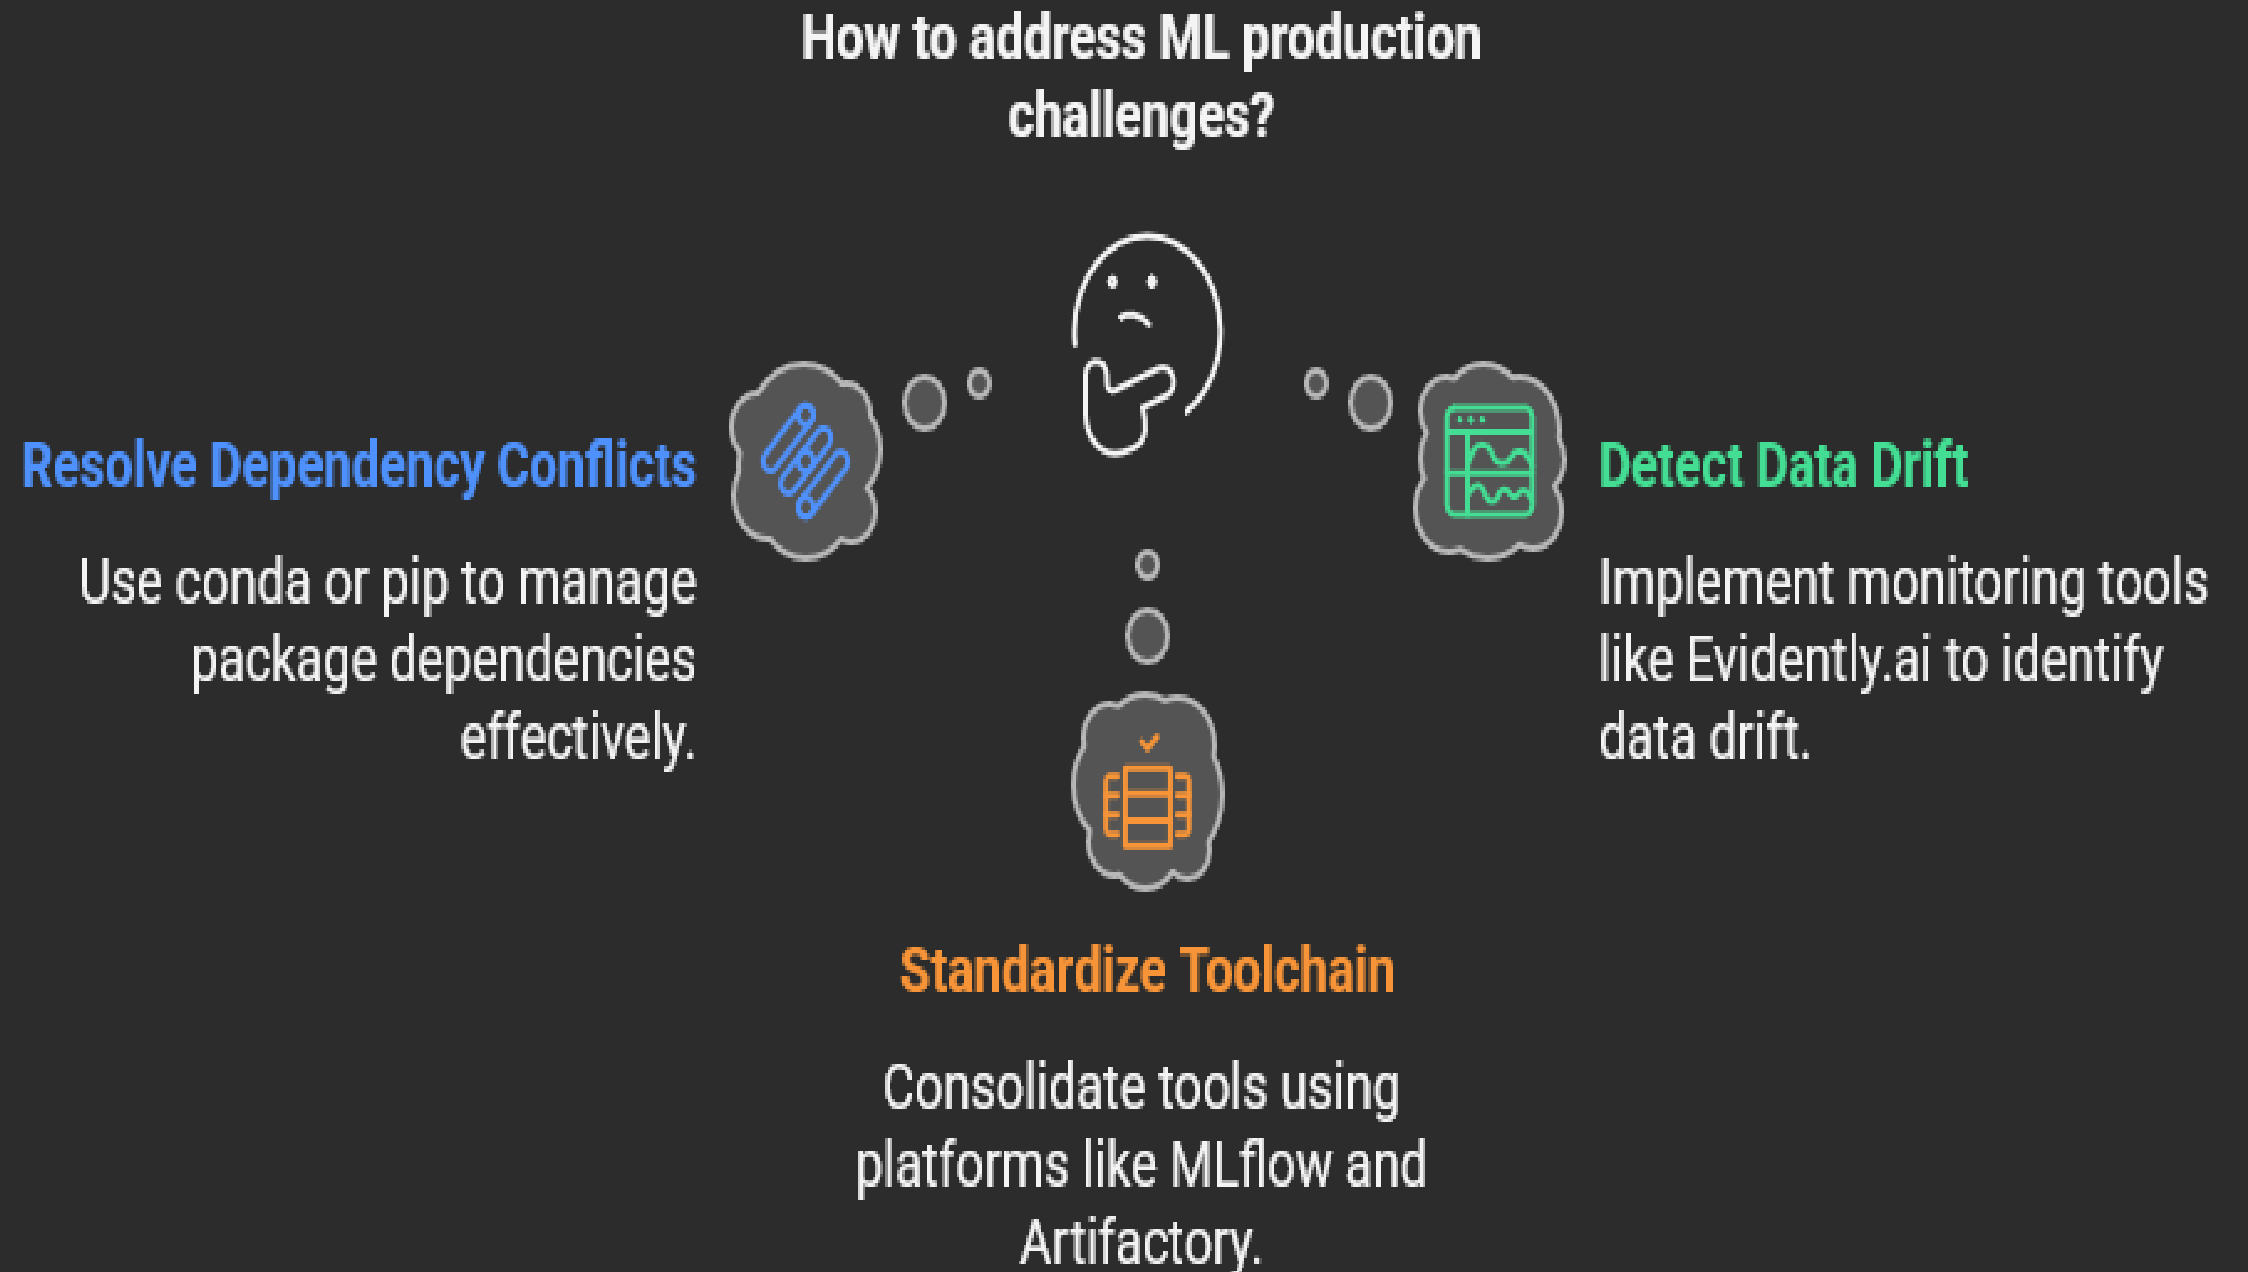 How to address ML production
challenges?
Resolve Dependency Conflicts
Use conda or pip to manage
package dependencies
effectively.
Detect Data Drift
Implement monitoring tools
like Evidently.ai to identify
data drift.
Standardize Toolchain
Consolidate tools using
platforms like MLflow and
Artifactory.